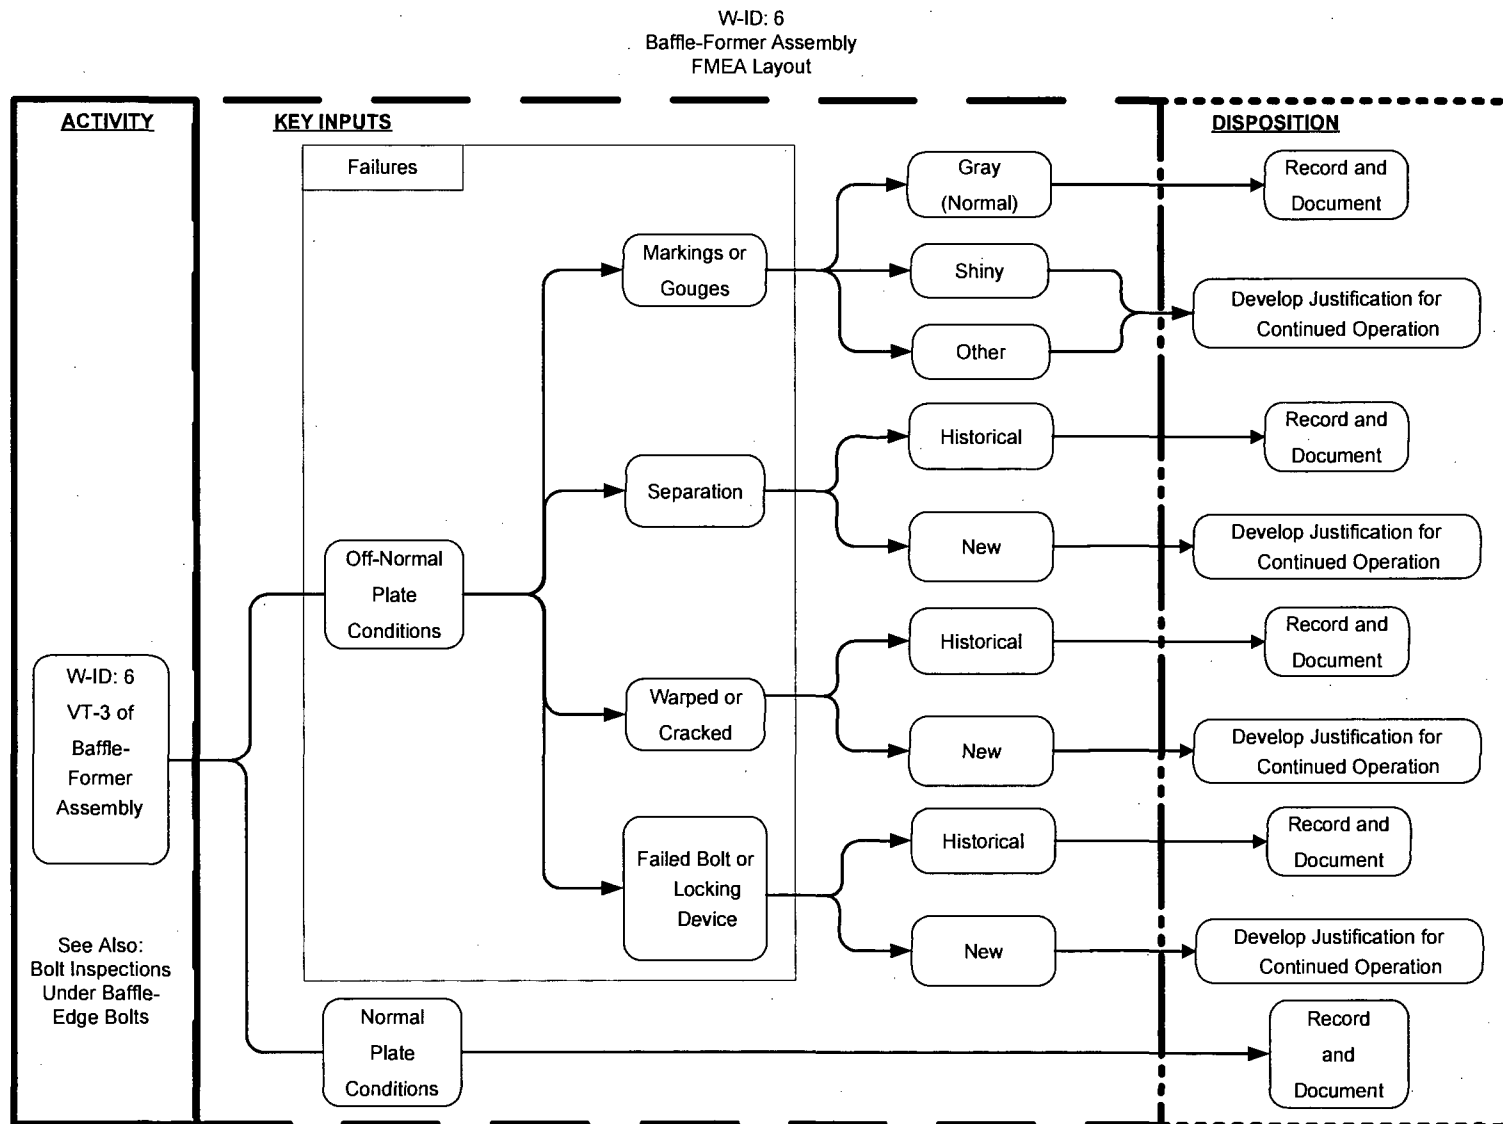 W-ID: 6
Baffle-Former Assembly
FMEA Layout
ACTIVITY
KEY INPUTS
DISPOSITION
Failures
Gray
(Normal)
Record and
Document
Markings or
Gouges
Shiny
Develop Justification for
Continued Operation
Other
Historical
Record and
Document
Separation
New
Develop Justification for
Continued Operation
Off-Normal
Plate
Conditions
Historical
Record and
Document
W-ID: 6
VT-3 of
Baffle-
Former
Assembly
Warped or
Cracked
New
Develop Justification for
Continued Operation
Historical
Record and
Document
Failed Bolt or
Locking
Device
New
Develop Justification for
Continued Operation
See Also:
Bolt Inspections
Under Baffle-
Edge Bolts
Normal
Plate
Conditions
Record
and
Document